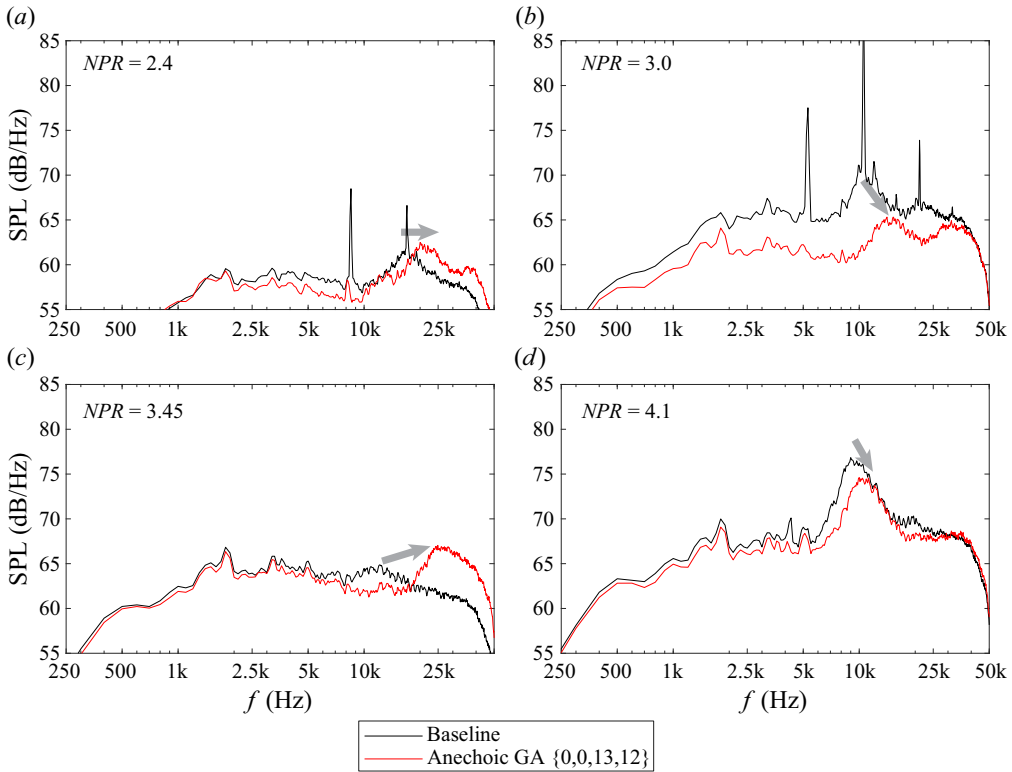 (a)
(b)
85
80
75
70
65
60
55
SPL (dB/Hz)
NPR = 2.4
250 500 1k 2.5k 5k 10k 25k
85
80
75
70
65
60
55
NPR = 3.0
250 500 1k 2.5k 5k 10k 25k 50k
(c)
(d)
85
80
75
70
65
60
55
SPL (dB/Hz)
NPR = 3.45
250 500 1k 2.5k 5k 10k 25k
f (Hz)
85
80
75
70
65
60
55
NPR = 4.1
250 500 1k 2.5k 5k 10k 25k 50k
f (Hz)
Baseline
Anechoic GA {0,0,13,12}